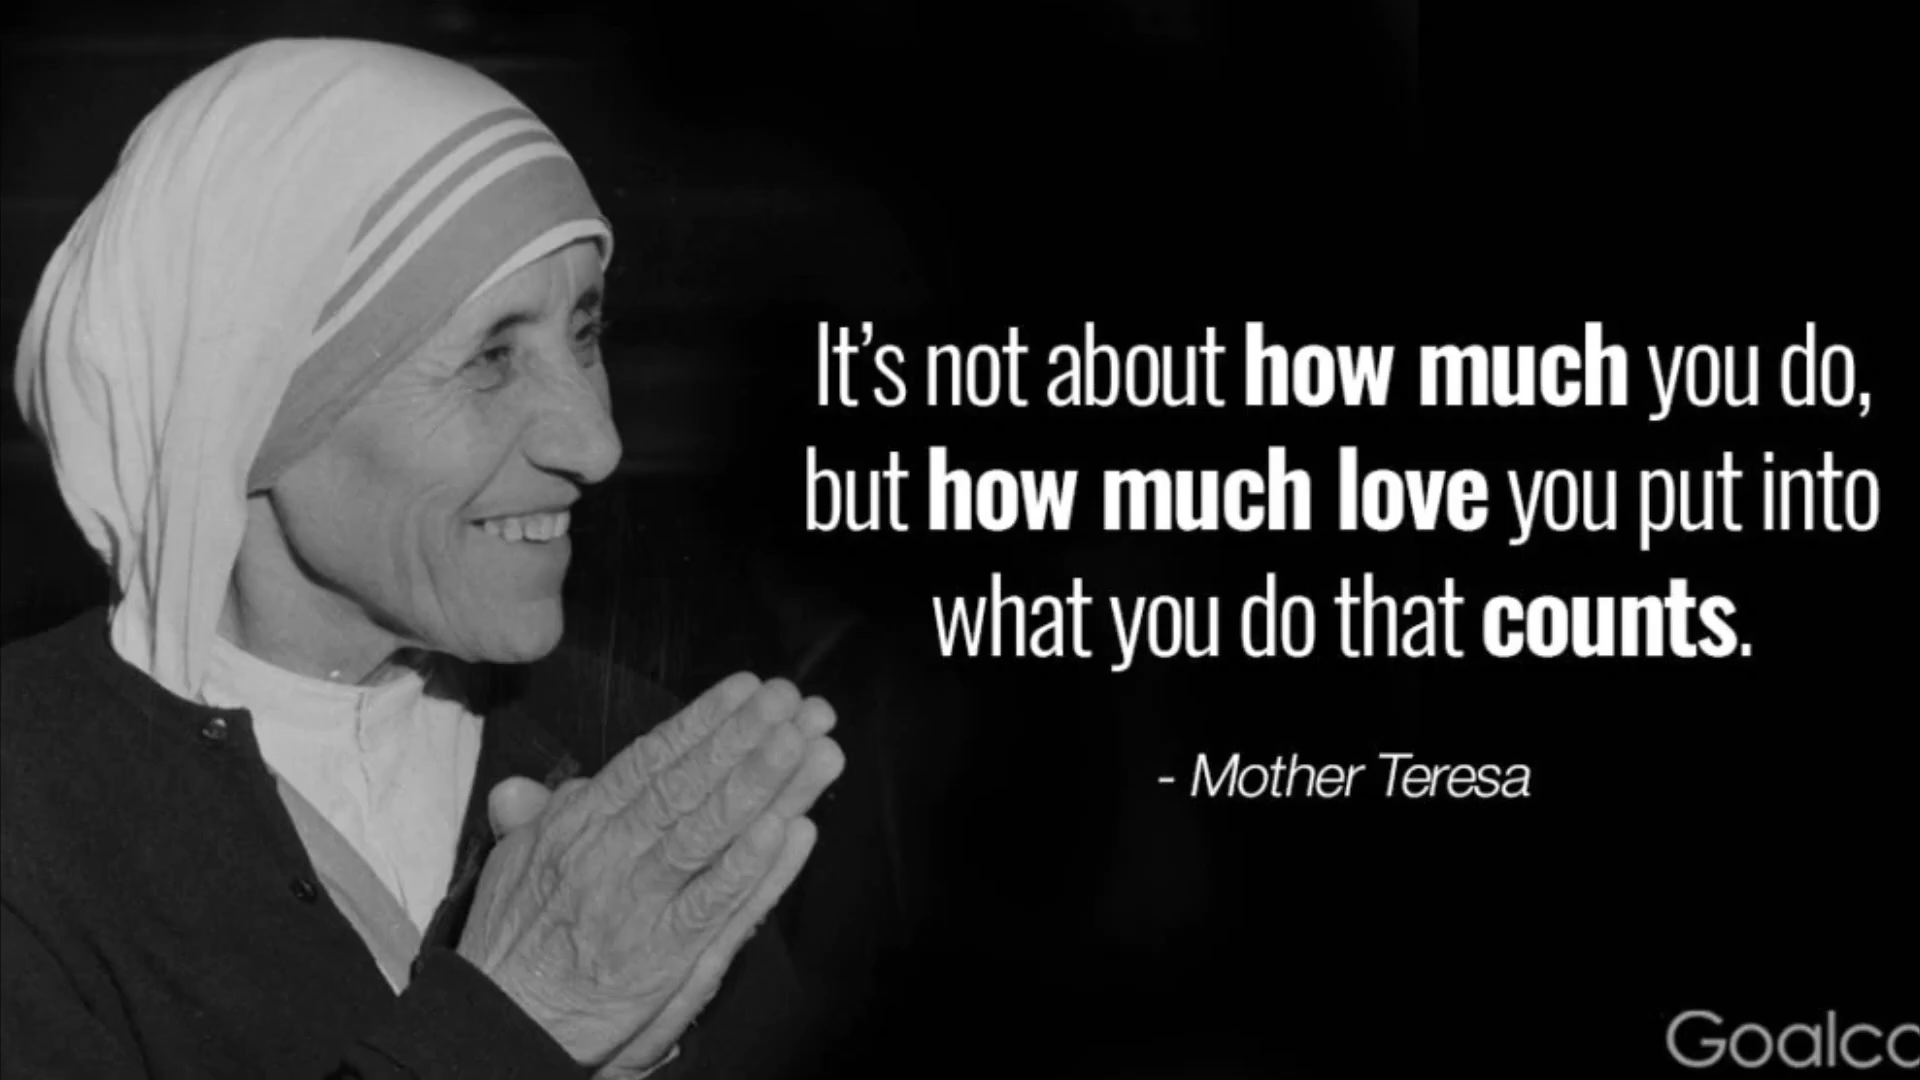 It's not about how much you do,
but how much love you put into
what you do that counts.
- Mother Teresa
Goalca